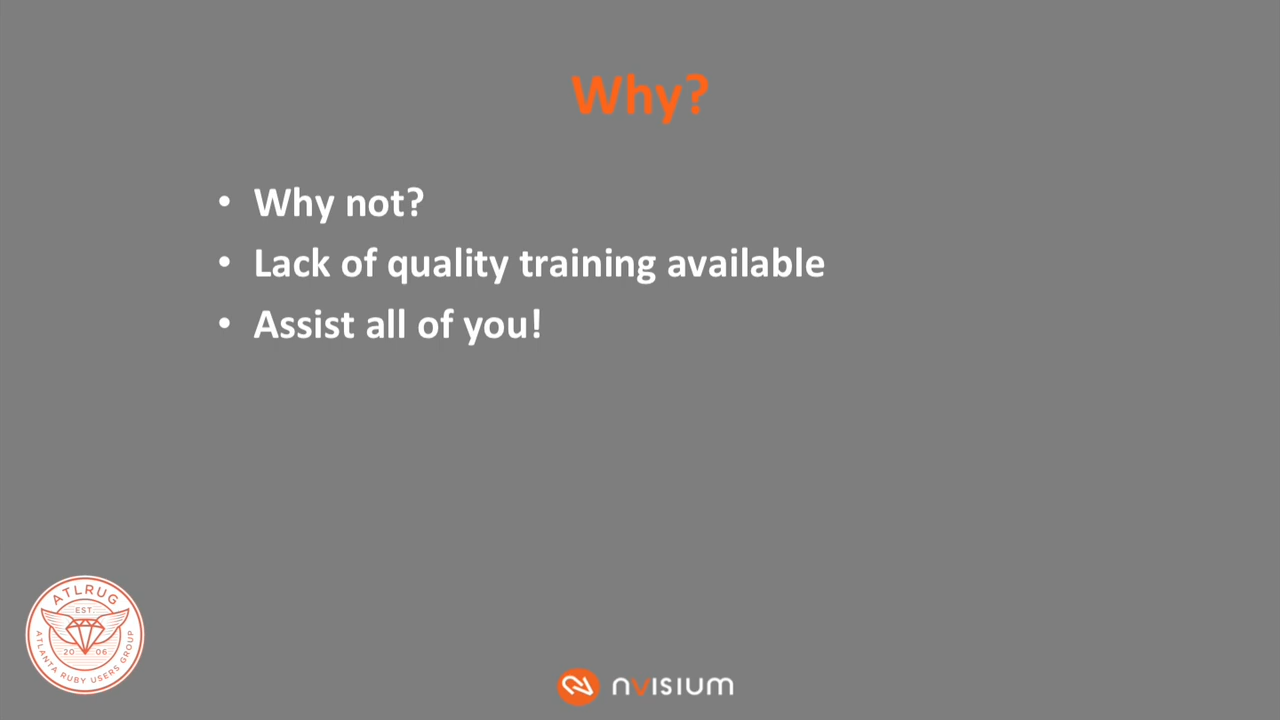 Why?
• Why not?
• Lack of quality training available
• Assist all of you!
ATLRUG
EST.
20 06
ATLANTA RUBY USERS GROUP
nVISIUM